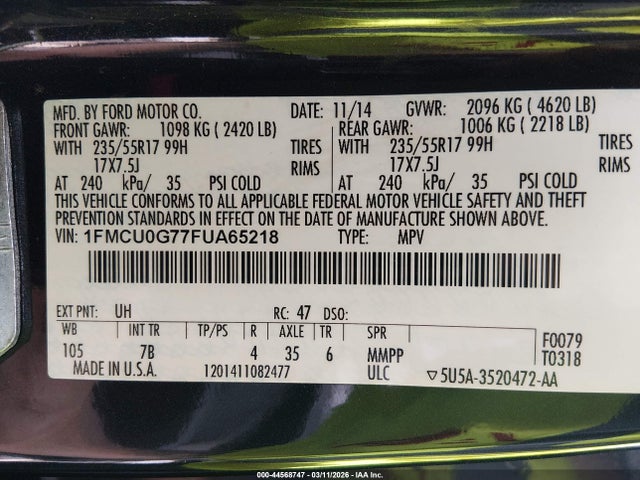 MFD. BY FORD MOTOR CO. DATE: 11/14 GVWR: 2096 KG ( 4620 LB)
FRONT GAWR: 1098 KG ( 2420 LB) REAR GAWR: 1006 KG ( 2218 LB)
WITH 235/55R17 99H TIRES WITH 235/55R17 99H TIRES
17X7.5J RIMS 17X7.5J RIMS
AT 240 kPa/ 35 PSI COLD AT 240 kPa/ 35 PSI COLD
THIS VEHICLE CONFORMS TO ALL APPLICABLE FEDERAL MOTOR VEHICLE SAFETY AND THEFT
PREVENTION STANDARDS IN EFFECT ON THE DATE OF MANUFACTURE SHOWN ABOVE.
VIN: 1FMCU0G77FUA65218 TYPE: MPV
EXT PNT: UH RC: 47 DSO:
WB INT TR TP/PS R AXLE TR SPR F0079
105 7B 4 35 6 MMPP T0318
MADE IN U.S.A. 1201411082477 ULC ▽5U5A-3520472-AA
000-44568747 - 03/11/2026 - IAA Inc.